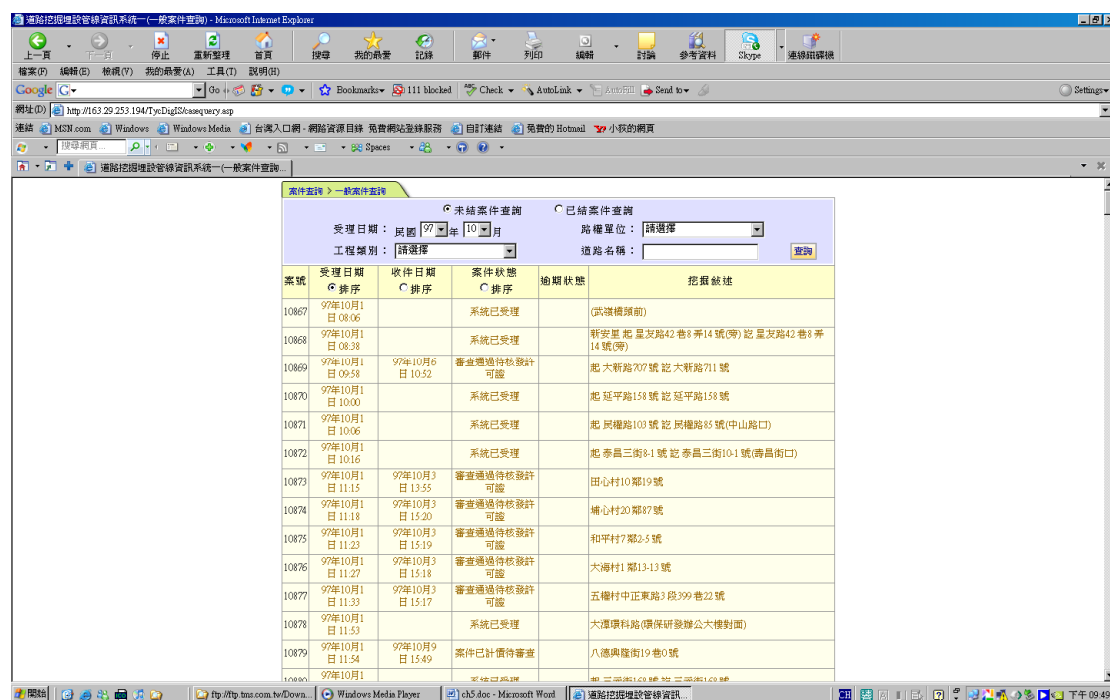 道路挖掘埋設管線資訊系統一(一般案件查詢) - Microsoft Internet Explorer
上一頁 下一頁 停止 重新整理 首頁 搜尋 我的最愛 記錄 郵件 列印 編輯 討論 參考資料 Skype 連線偵碟機
檔案(F) 編輯(E) 檢視(V) 我的最愛(A) 工具(T) 說明(H)
Google G Go Bookmarks 111 blocked Check AutoLink AutoFill Send to Settings
網址(D) http://163.29.253.194/TycDigIS/casequery.asp
連結 MSN.com Windows Windows Media 台灣入口網 - 網路資源目錄 免費網站登錄服務 自訂連結 免費的 Hotmail 小荻的網頁
搜尋網頁... Spaces
道路挖掘埋設管線資訊系統一(一般案件查詢...
案件查詢 > 一般案件查詢
未結案件查詢 已結案件查詢
受理日期： 民國 97 年 10 月 路權單位： 請選擇
工程類別： 請選擇 道路名稱： 查詢
案號 受理日期 排序 收件日期 排序 案件狀態 排序 逾期狀態 挖掘敘述
10867 97年10月1日 08:06 系統已受理 (武嶺橋頭前)
10868 97年10月1日 08:38 系統已受理 新安里 起 星友路42 巷8 弄14 號(旁) 訖 星友路42 巷8 弄14 號(旁)
10869 97年10月1日 09:58 97年10月6日 10:52 審查通過待核發許可證 起 大新路707 號 訖 大新路711 號
10870 97年10月1日 10:00 系統已受理 起 延平路158 號 訖 延平路158 號
10871 97年10月1日 10:06 系統已受理 起 民權路103 號 訖 民權路85 號(中山路口)
10872 97年10月1日 10:16 系統已受理 起 泰昌三街8-1 號 訖 泰昌三街10-1 號(壽昌街口)
10873 97年10月1日 11:15 97年10月3日 13:55 審查通過待核發許可證 田心村10 鄰19 號
10874 97年10月1日 11:18 97年10月3日 15:20 審查通過待核發許可證 埔心村20 鄰87 號
10875 97年10月1日 11:23 97年10月3日 15:19 審查通過待核發許可證 和平村7 鄰2-5 號
10876 97年10月1日 11:27 97年10月3日 15:18 審查通過待核發許可證 大海村1 鄰13-13 號
10877 97年10月1日 11:33 97年10月3日 15:17 審查通過待核發許可證 五權村中正東路3 段399 巷22 號
10878 97年10月1日 11:53 系統已受理 大潭環科路(環保研發辦公大樓對面)
10879 97年10月1日 11:54 97年10月9日 15:49 案件已計價待審查 八德興隆街19 巷0 號
10880 97年10月1
開始 ftp://ftp.tms.com.tw/Down... Windows Media Player ch5.doc - Microsoft Word 道路挖掘埋設管線資訊... 下午 09:49